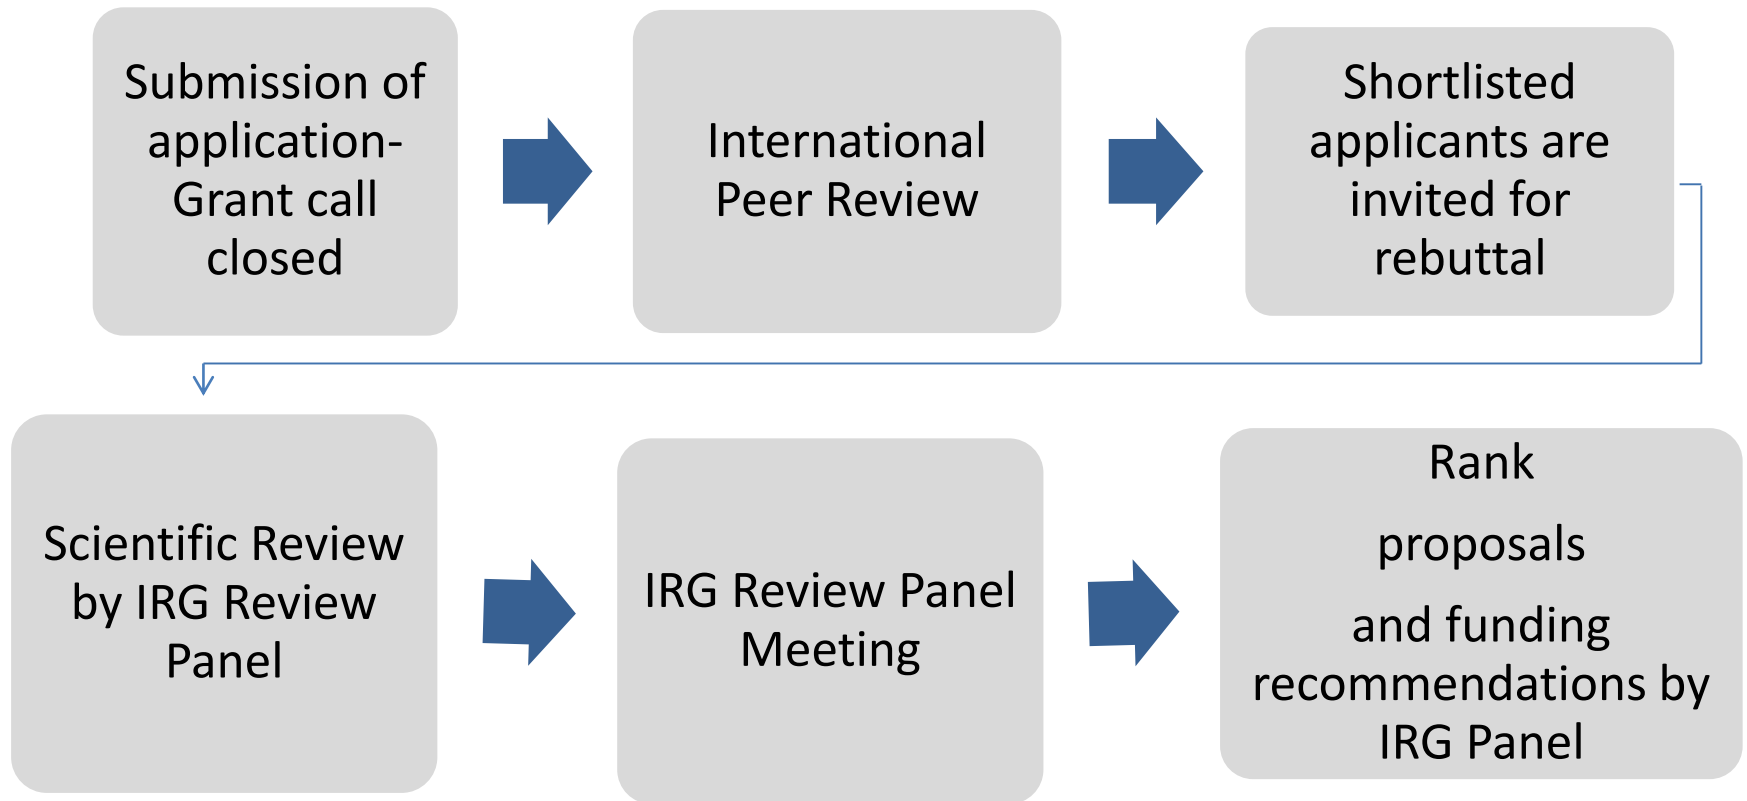 Submission of
application-
Grant call
closed
International
Peer Review
Shortlisted
applicants are
invited for
rebuttal
Scientific Review
by IRG Review
Panel
IRG Review Panel
Meeting
Rank
proposals
and funding
recommendations by
IRG Panel